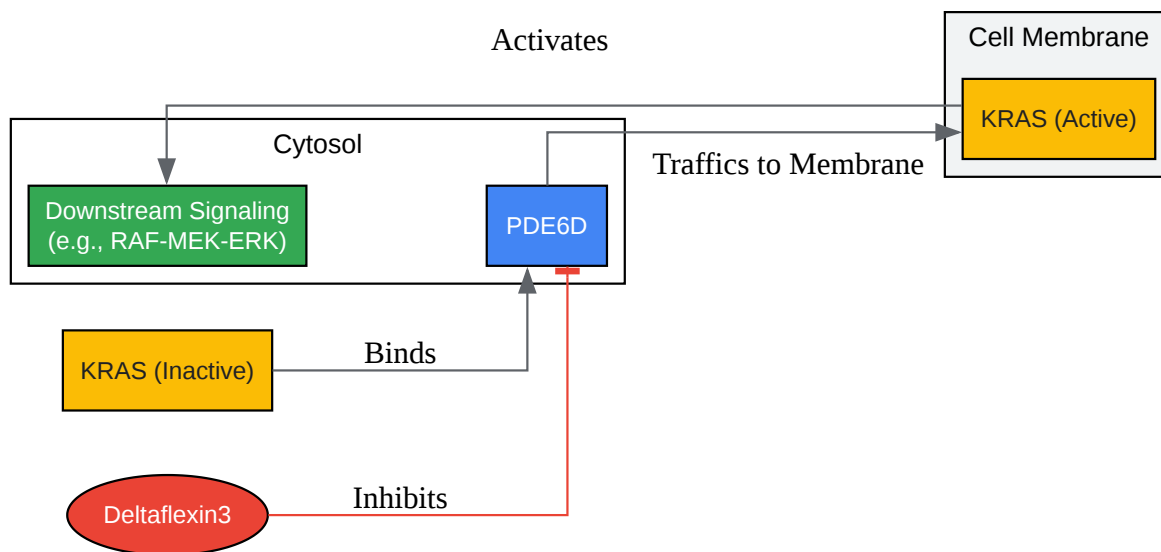 Activates
Cell Membrane
KRAS (Active)
Cytosol
Traffics to Membrane
Downstream Signaling
(e.g., RAF-MEK-ERK)
PDE6D
KRAS (Inactive)
Binds
Deltaflexin3
Inhibits